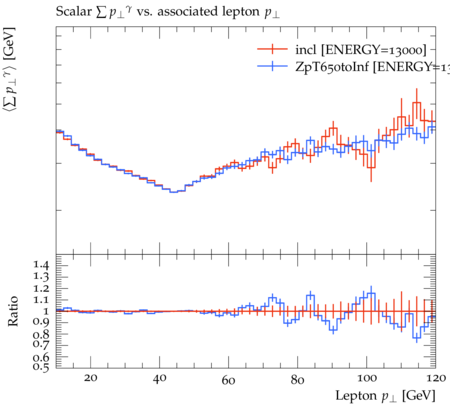 Scalar ∑ p⊥γ vs. associated lepton p⊥
⟨∑ p⊥γ⟩ [GeV]
incl [ENERGY=13000]
ZpT650toInf [ENERGY=13
Ratio
1.4
1.3
1.2
1.1
1
0.9
0.8
0.7
0.6
0.5
20 40 60 80 100 120
Lepton p⊥ [GeV]